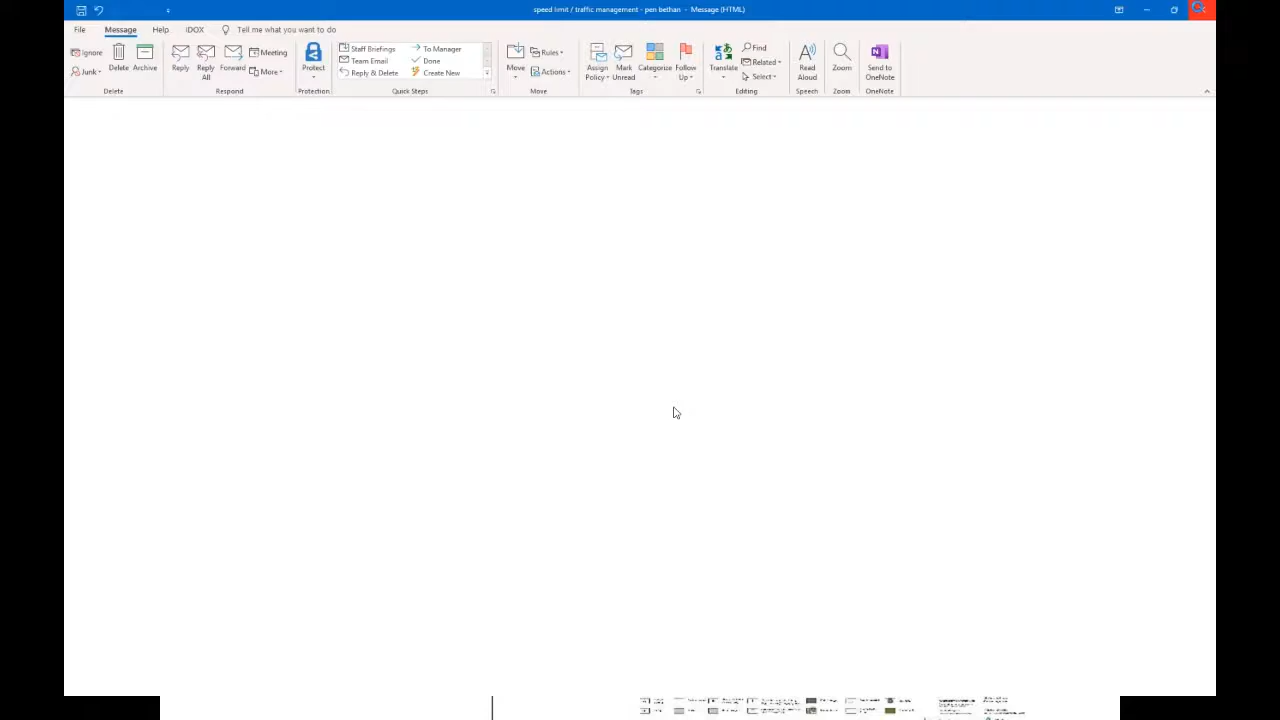 speed limit / traffic management - pen bethan - Message (HTML)
File Message Help iDOX Tell me what you want to do
Ignore
Junk
Delete
Archive
Delete
Reply
Reply All
Forward
Meeting
More
Respond
Protect
Protection
Staff Briefings
Team Email
Reply & Delete
To Manager
Done
Create New
Quick Steps
Move
Rules
Actions
Move
Assign Policy
Mark Unread
Categorize
Follow Up
Tags
Translate
Find
Related
Select
Editing
Read Aloud
Speech
Zoom
Zoom
Send to OneNote
OneNote